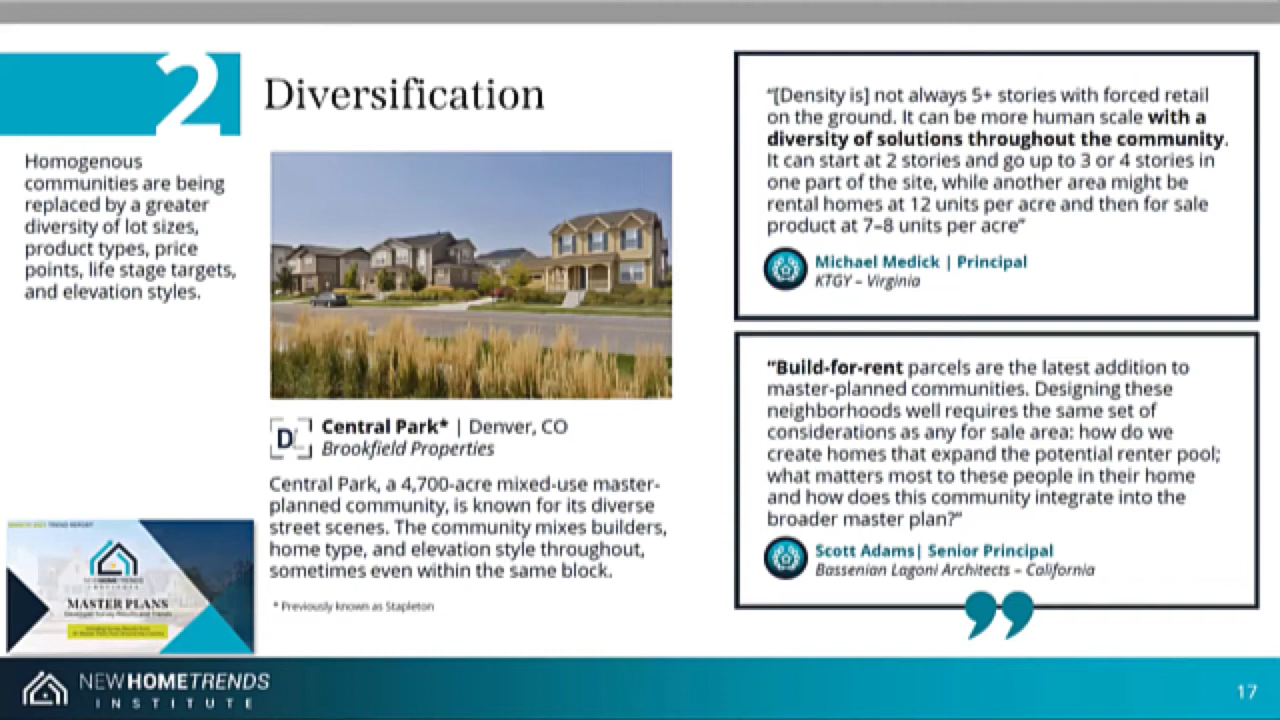 2
Diversification
Homogenous
communities are being
replaced by a greater
diversity of lot sizes,
product types, price
points, life stage targets,
and elevation styles.
Central Park* | Denver, CO
Brookfield Properties
Central Park, a 4,700-acre mixed-use master-
planned community, is known for its diverse
street scenes. The community mixes builders,
home type, and elevation style throughout,
sometimes even within the same block.
* Previously known as Stapleton
“[Density is] not always 5+ stories with forced retail
on the ground. It can be more human scale with a
diversity of solutions throughout the community.
It can start at 2 stories and go up to 3 or 4 stories in
one part of the site, while another area might be
rental homes at 12 units per acre and then for sale
product at 7–8 units per acre”
Michael Medick | Principal
KTGY – Virginia
“Build-for-rent parcels are the latest addition to
master-planned communities. Designing these
neighborhoods well requires the same set of
considerations as any for sale area: how do we
create homes that expand the potential renter pool;
what matters most to these people in their home
and how does this community integrate into the
broader master plan?”
Scott Adams| Senior Principal
Bassenian Lagoni Architects – California
TREND REPORT
NEWHOMETRENDS
INSTITUTE
MASTER PLANS
Developer Survey Results and Trends
NEWHOMETRENDS
INSTITUTE
17